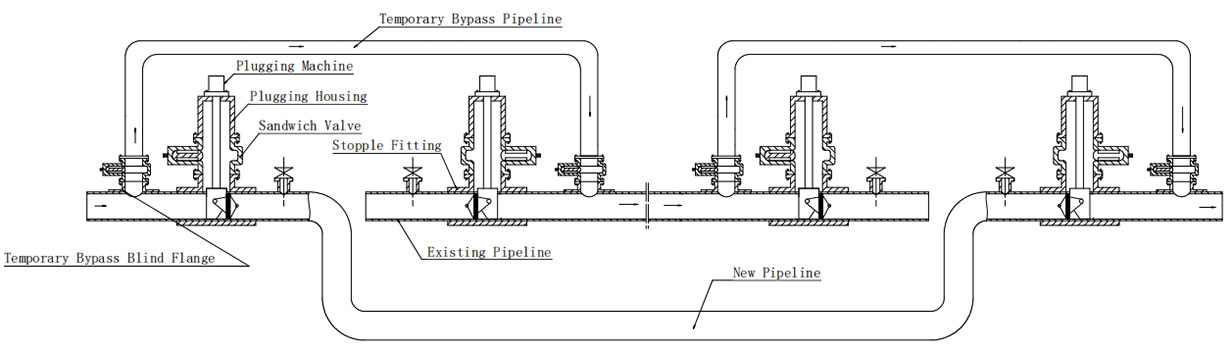 Temporary Bypass Pipeline
Plugging Machine
Plugging Housing
Sandwich Valve
Stopple Fitting
Existing Pipeline
Temporary Bypass Blind Flange
New Pipeline